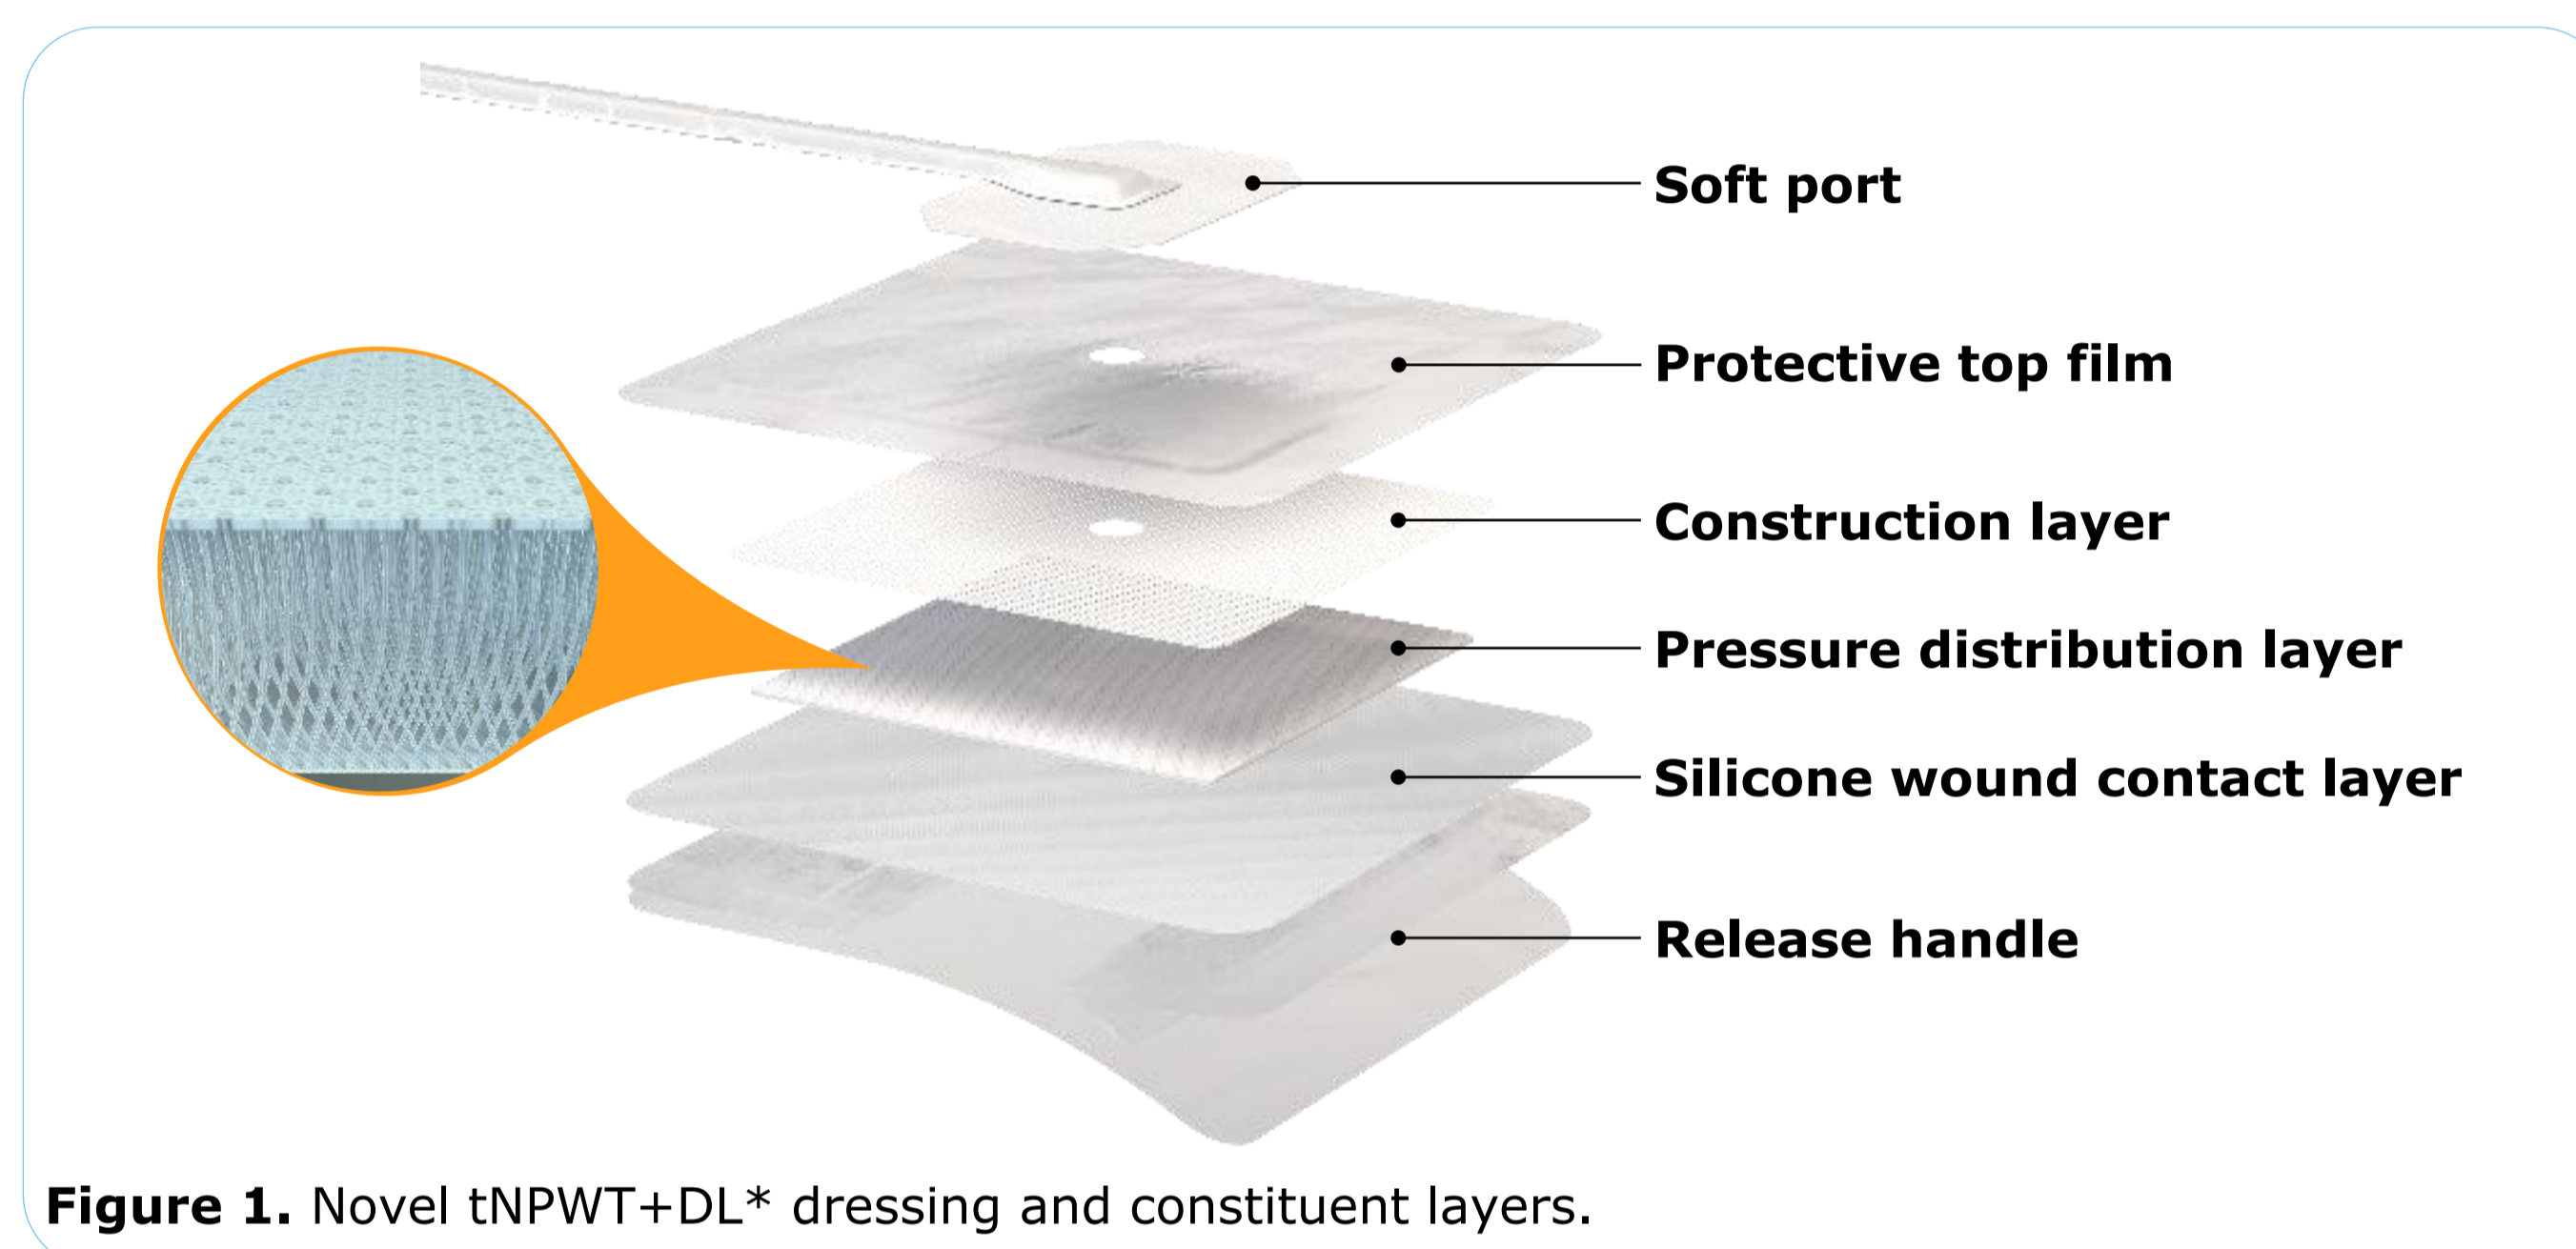 Soft port
Protective top film
Construction layer
Pressure distribution layer
Silicone wound contact layer
Release handle
Figure 1. Novel tNPWT+DL* dressing and constituent layers.